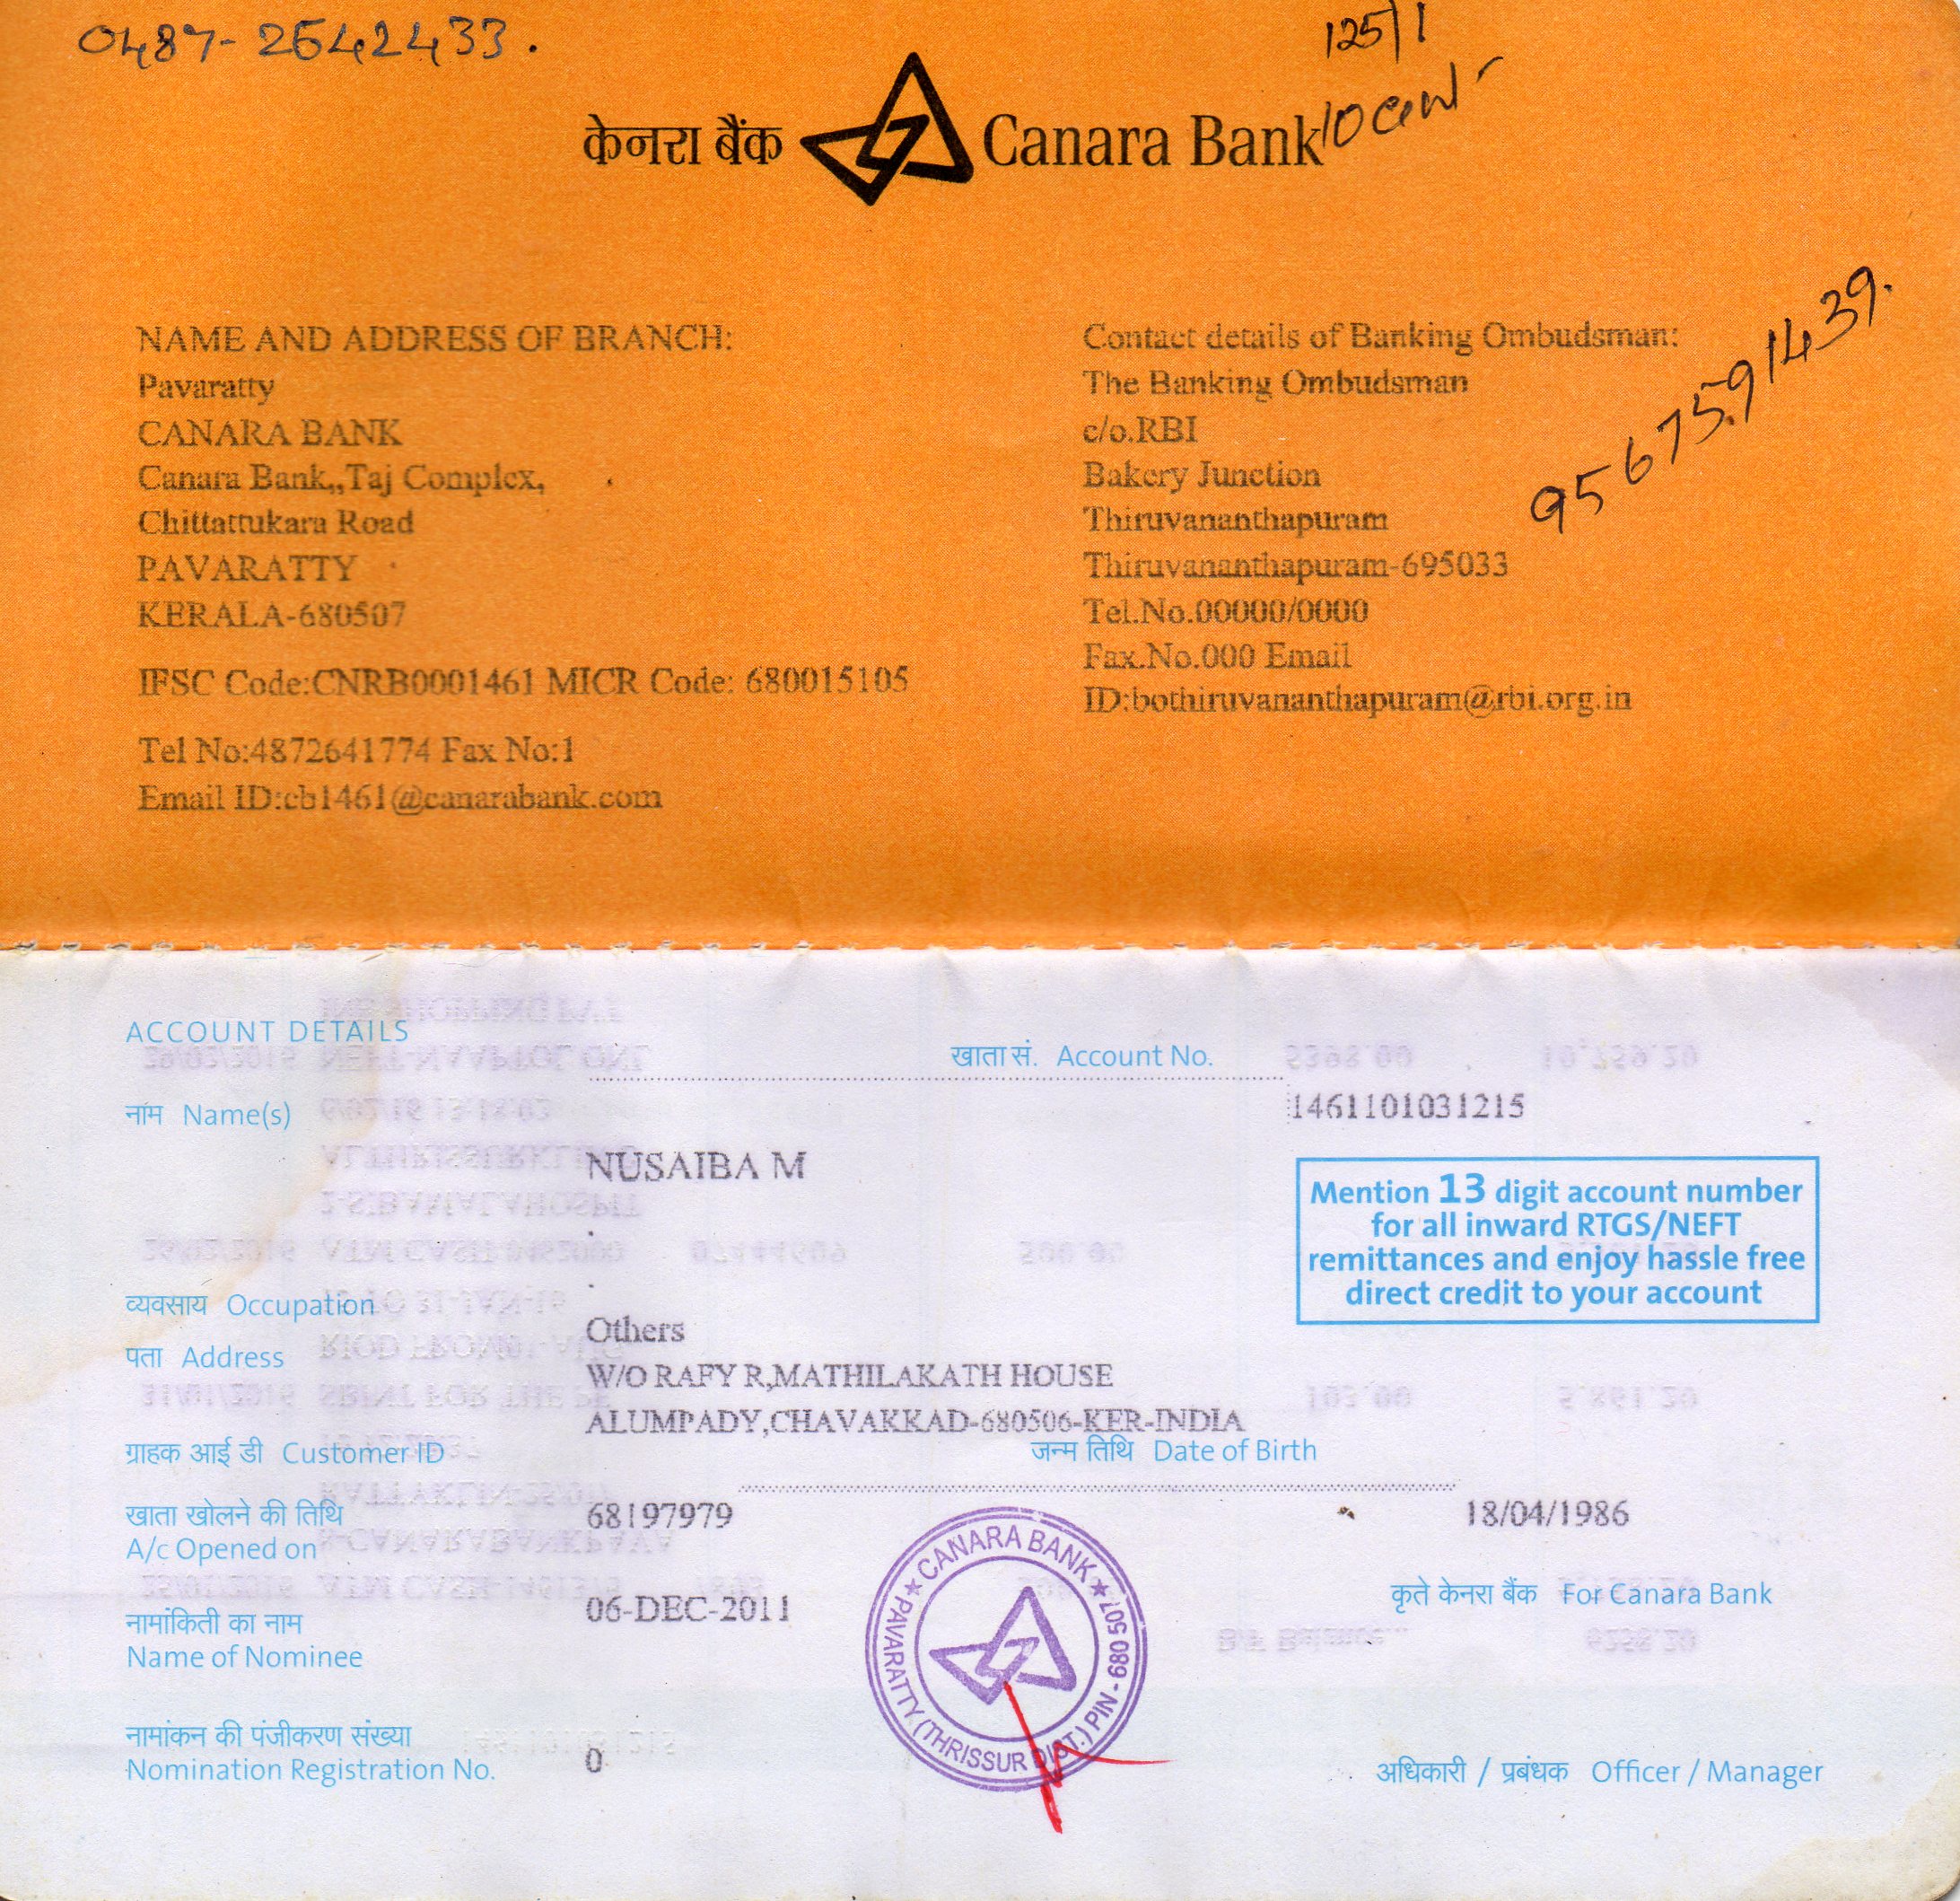 0487-2642433.
125/1
10 cent
केनरा बैंक Canara Bank
9567591439.
NAME AND ADDRESS OF BRANCH:
Pavaratty
CANARA BANK
Canara Bank,,Taj Complex,
Chittattukara Road
PAVARATTY
KERALA-680507
IFSC Code:CNRB0001461 MICR Code: 680015105
Tel No:4872641774 Fax No:1
Email ID:cb1461@canarabank.com
Contact details of Banking Ombudsman:
The Banking Ombudsman
c/o.RBI
Bakery Junction
Thiruvananthapuram
Thiruvananthapuram-695033
Tel.No.00000/0000
Fax.No.000 Email
ID:bothiruvananthapuram@rbi.org.in
ACCOUNT DETAILS
खाता सं. Account No.
1461101031215
नाम Name(s)
NUSAIBA M
Mention 13 digit account number
for all inward RTGS/NEFT
remittances and enjoy hassle free
direct credit to your account
व्यवसाय Occupation
Others
पता Address
W/O RAFY R,MATHILAKATH HOUSE
ALUMPADY,CHAVAKKAD-680506-KER-INDIA
ग्राहक आई डी Customer ID
68197979
जन्म तिथि Date of Birth
18/04/1986
खाता खोलने की तिथि
A/c Opened on
06-DEC-2011
नामांकिती का नाम
Name of Nominee
कृते केनरा बैंक For Canara Bank
CANARA BANK
PAVARATTY (THRISSUR DIST.) PIN - 680 507
नामांकन की पंजीकरण संख्या
Nomination Registration No.
0
अधिकारी / प्रबंधक Officer / Manager